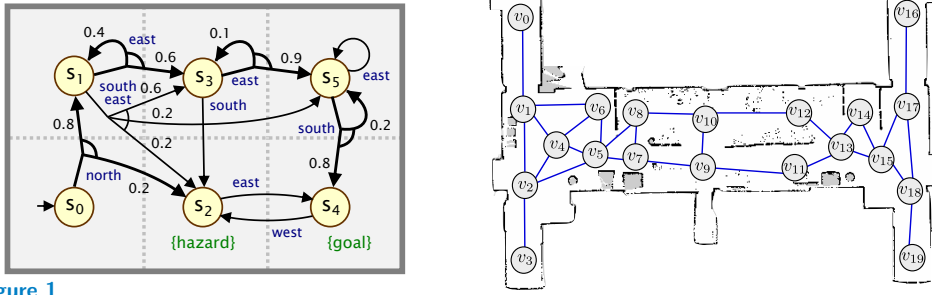 0.4
east
0.6
0.1
east
0.9
east
s1
s3
s5
south
east
0.6
0.2
0.2
south
south
0.2
0.8
0.8
north
0.2
east
west
s0
s2
s4
{hazard}
{goal}
v0
v1
v2
v3
v4
v5
v6
v7
v8
v9
v10
v11
v12
v13
v14
v15
v16
v17
v18
v19
gure 1